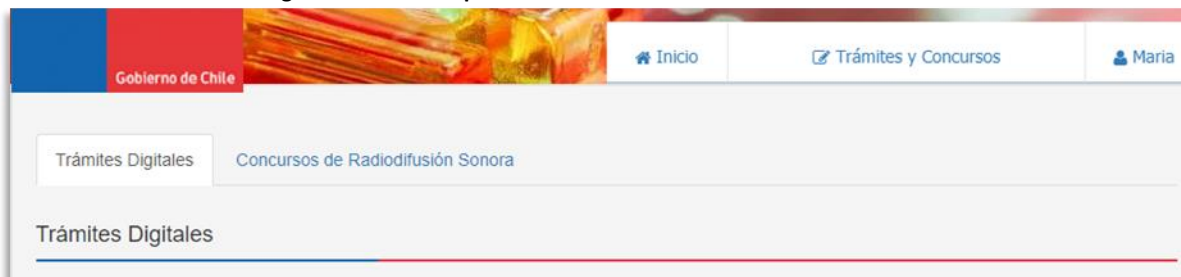 Gobierno de Chile
Inicio
Trámites y Concursos
Maria
Trámites Digitales
Concursos de Radiodifusión Sonora
Trámites Digitales